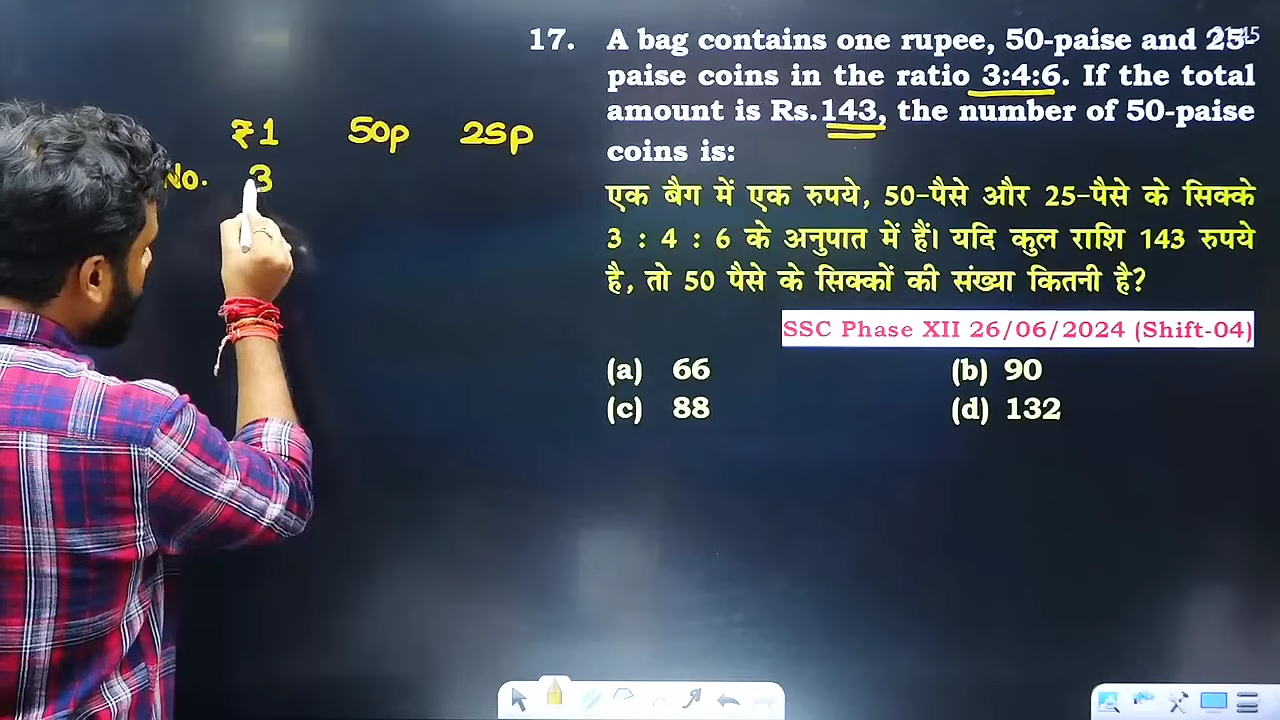 17. A bag contains one rupee, 50-paise and 25-
paise coins in the ratio 3:4:6. If the total
amount is Rs.143, the number of 50-paise
coins is:
एक बैग में एक रुपये, 50-पैसे और 25-पैसे के सिक्के
3 : 4 : 6 के अनुपात में हैं। यदि कुल राशि 143 रुपये
है, तो 50 पैसे के सिक्कों की संख्या कितनी है?
SSC Phase XII 26/06/2024 (Shift-04)
(a) 66 (b) 90
(c) 88 (d) 132
₹1 50p 25p
No. 3